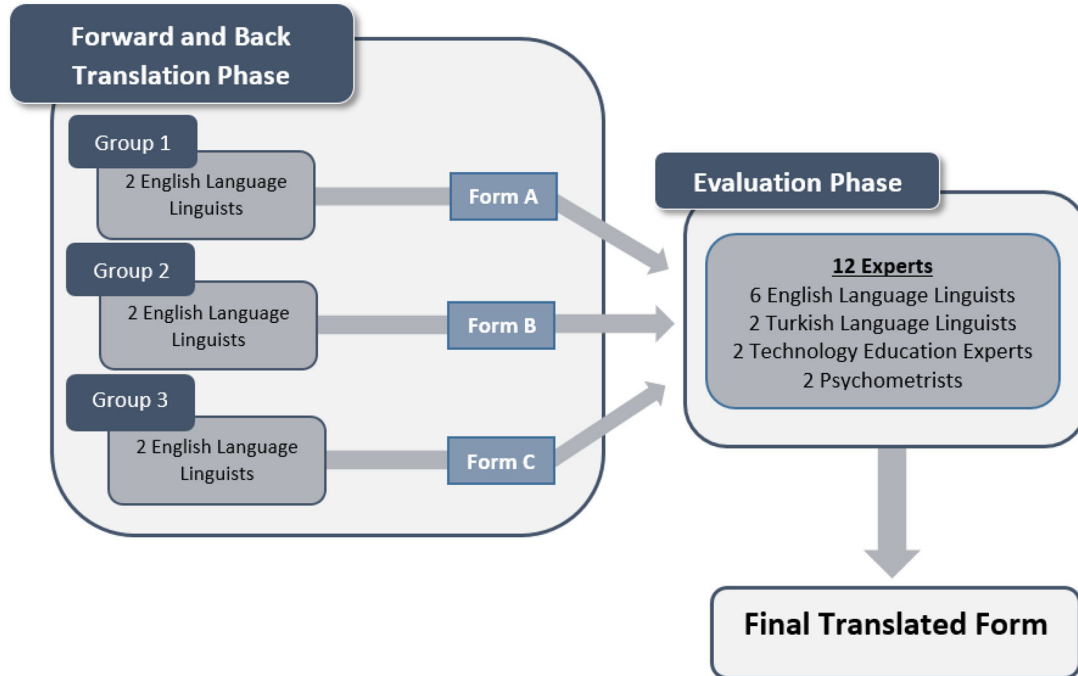 Forward and Back
Translation Phase
Group 1
2 English Language
Linguists
Form A
Group 2
2 English Language
Linguists
Form B
Group 3
2 English Language
Linguists
Form C
Evaluation Phase
12 Experts
6 English Language Linguists
2 Turkish Language Linguists
2 Technology Education Experts
2 Psychometrists
Final Translated Form